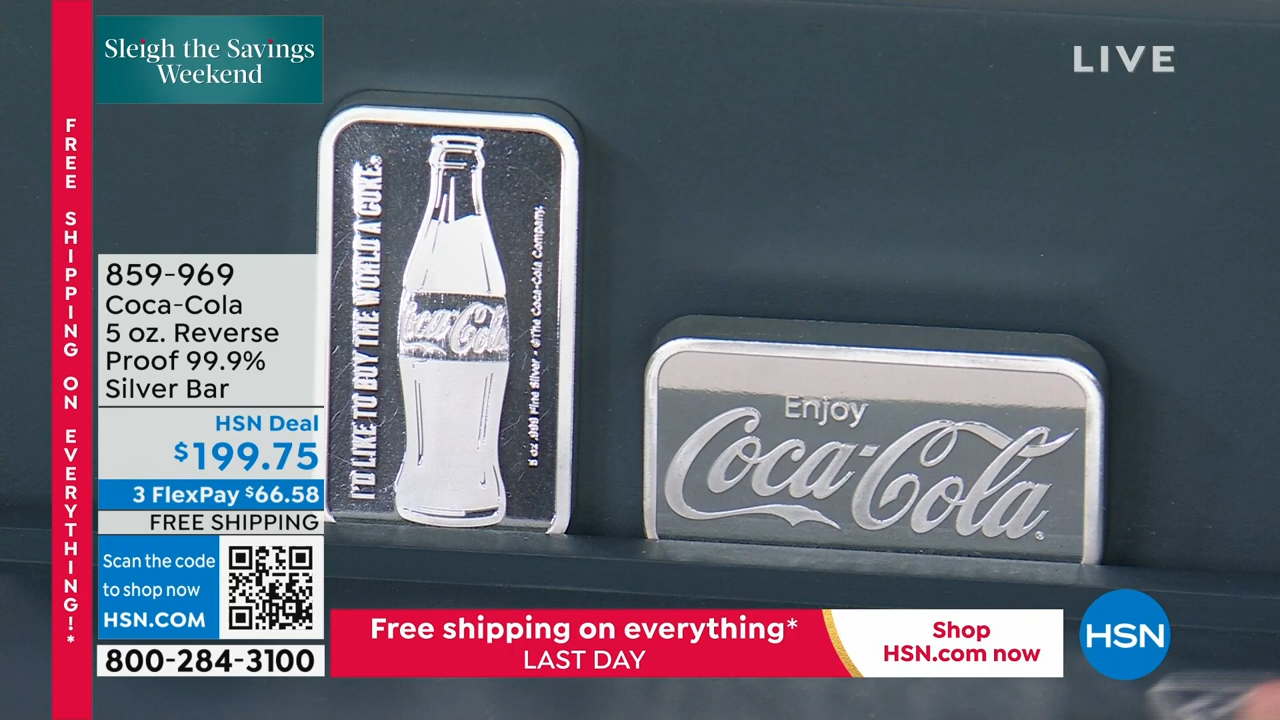 FREE SHIPPING ON EVERYTHING!*
Sleigh the Savings
Weekend
LIVE
I'D LIKE TO BUY THE WORLD A COKE.
Coca-Cola
5 oz .999 Fine Silver - ©The Coca-Cola Company.
Enjoy
Coca-Cola®
859-969
Coca-Cola
5 oz. Reverse
Proof 99.9%
Silver Bar
HSN Deal
$199.75
3 FlexPay $66.58
FREE SHIPPING
Scan the code
to shop now
HSN.COM
800-284-3100
Free shipping on everything*
LAST DAY
Shop
HSN.com now
HSN